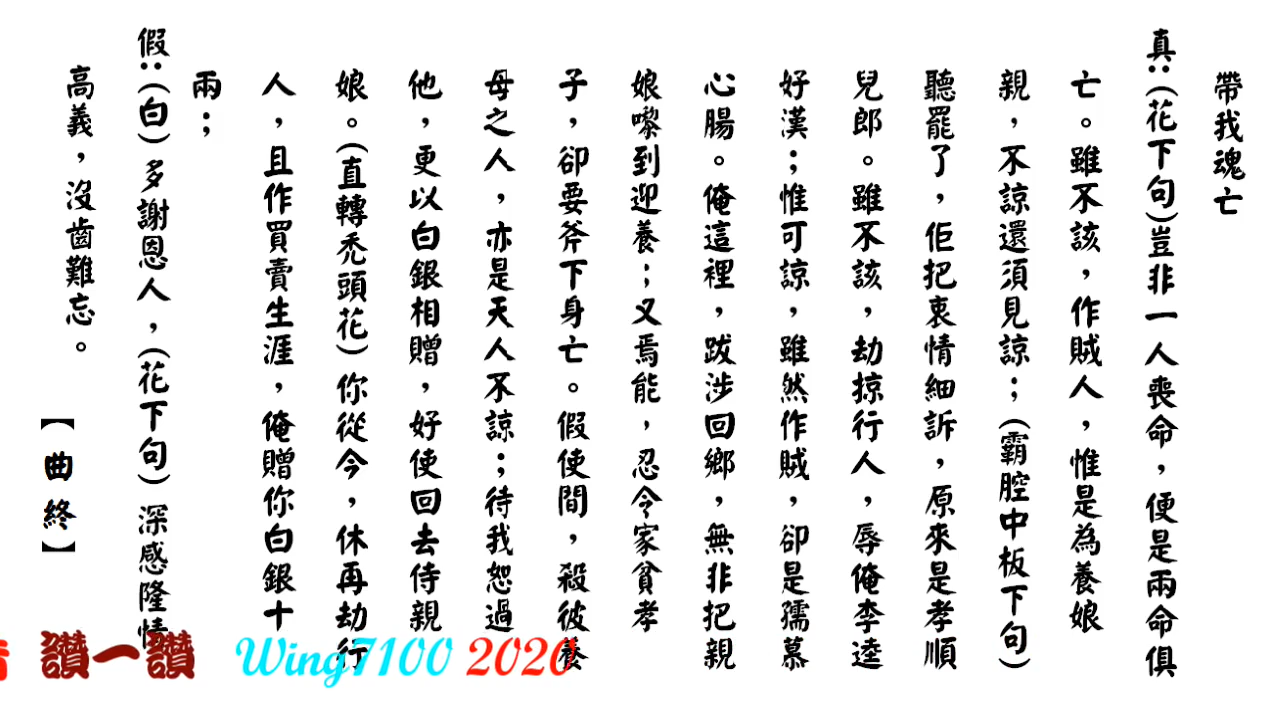 帶我魂亡
真:(花下句)豈非一人喪命，便是兩命俱
亡。雖不該，作賊人，惟是為養娘
親，不諒還須見諒；(霸腔中板下句)
聽罷了，佢把衷情細訴，原來是孝順
兒郎。雖不該，劫掠行人，辱俺李逵
好漢；惟可諒，雖然作賊，卻是孺慕
心腸。俺這裡，跋涉回鄉，無非把親
娘嚟到迎養；又焉能，忍令家貧孝
子，卻要斧下身亡。假使間，殺彼養
母之人，亦是天人不諒；待我恕過
他，更以白銀相贈，好使回去侍親
娘。(直轉禿頭花)你從今，休再劫行
人，且作買賣生涯，俺贈你白銀十
兩；
假:(白)多謝恩人，(花下句)深感隆情
高義，沒齒難忘。
【曲終】
讚一讚 Wing7100 2020